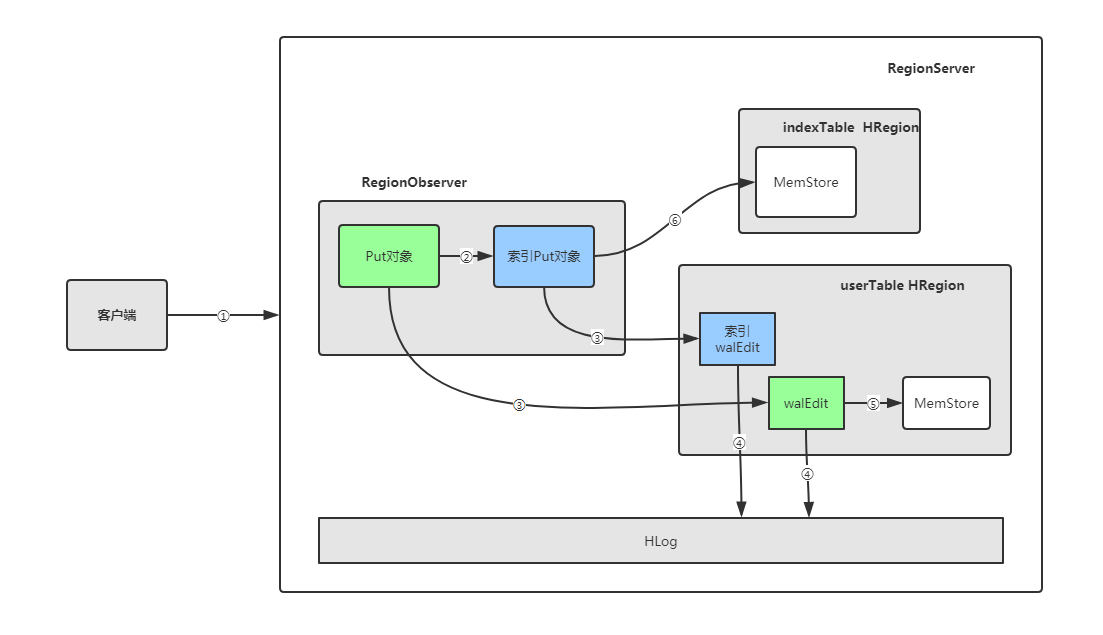 RegionServer
indexTable HRegion
MemStore
RegionObserver
Put对象
②
索引Put对象
⑥
userTable HRegion
客户端
①
索引
walEdit
③
walEdit
⑤
MemStore
③
④
④
HLog